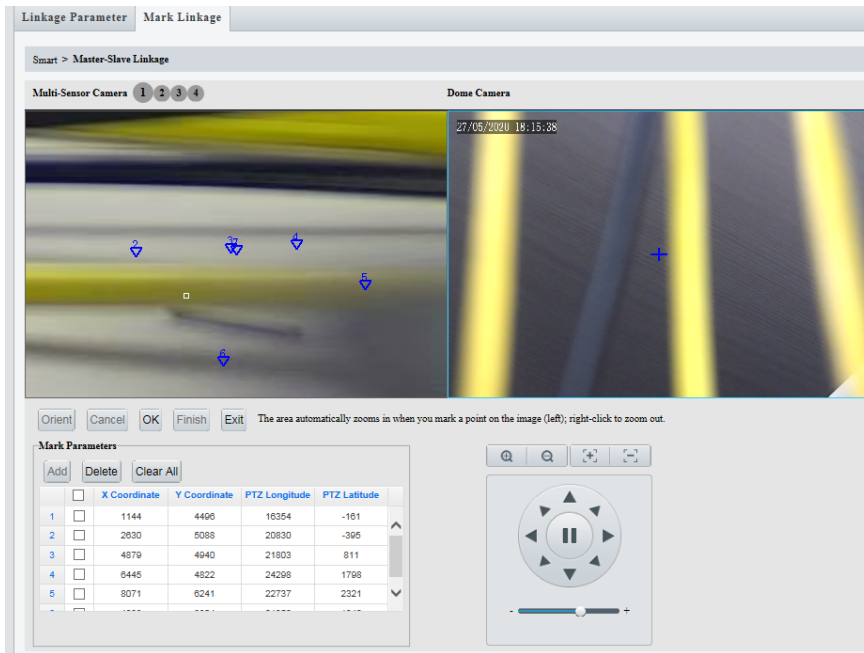 Linkage Parameter Mark Linkage
Smart > Master-Slave Linkage
Multi-Sensor Camera 1 2 3 4 Dome Camera
27/05/2020 18:15:38
2 3 7 4
5
6
Orient Cancel OK Finish Exit The area automatically zooms in when you mark a point on the image (left); right-click to zoom out.
Mark Parameters
Add Delete Clear All
X Coordinate Y Coordinate PTZ Longitude PTZ Latitude
1 1144 4496 16354 -161
2 2630 5088 20830 -395
3 4879 4940 21803 811
4 6445 4822 24298 1798
5 8071 6241 22737 2321
- +